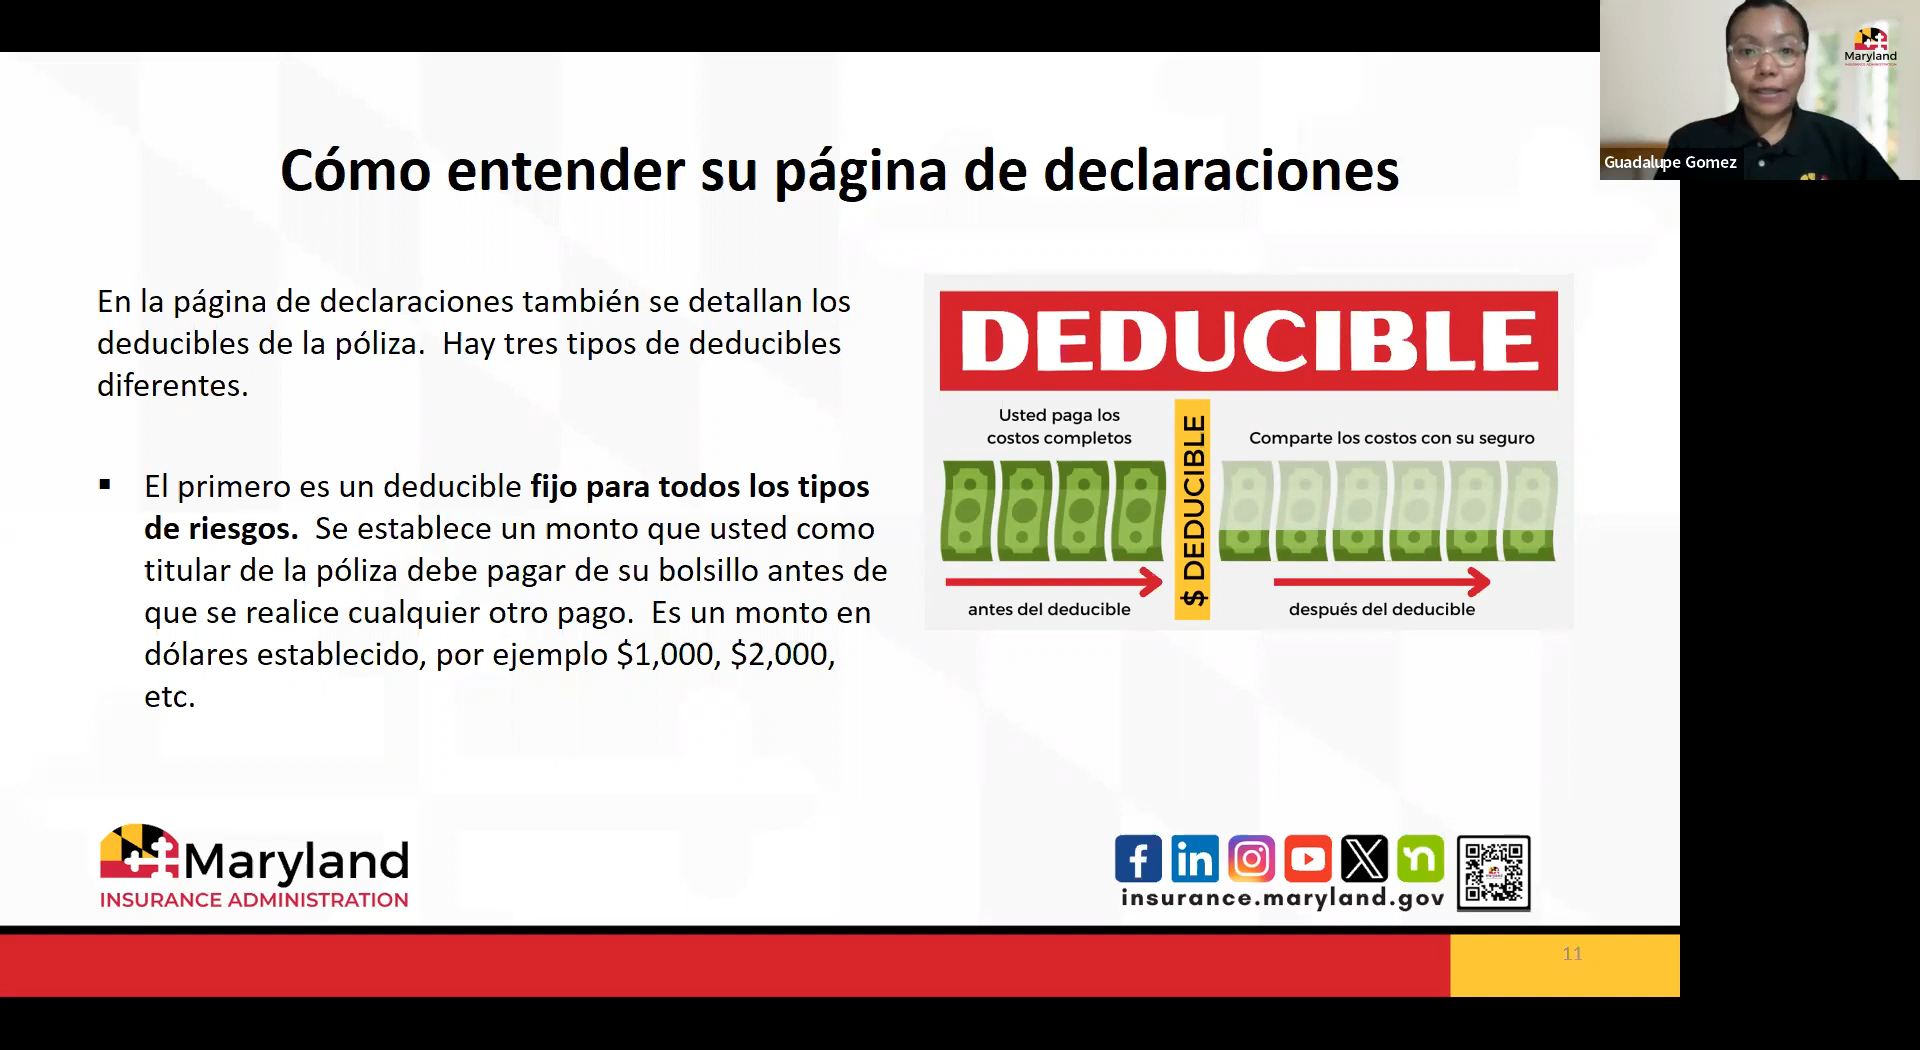 Maryland
Guadalupe Gomez
Cómo entender su página de declaraciones
En la página de declaraciones también se detallan los
deducibles de la póliza.  Hay tres tipos de deducibles
diferentes.
▪ El primero es un deducible fijo para todos los tipos
de riesgos.  Se establece un monto que usted como
titular de la póliza debe pagar de su bolsillo antes de
que se realice cualquier otro pago.  Es un monto en
dólares establecido, por ejemplo $1,000, $2,000,
etc.
DEDUCIBLE
Usted paga los
costos completos
$ DEDUCIBLE
Comparte los costos con su seguro
antes del deducible
después del deducible
Maryland
INSURANCE ADMINISTRATION
insurance.maryland.gov
11